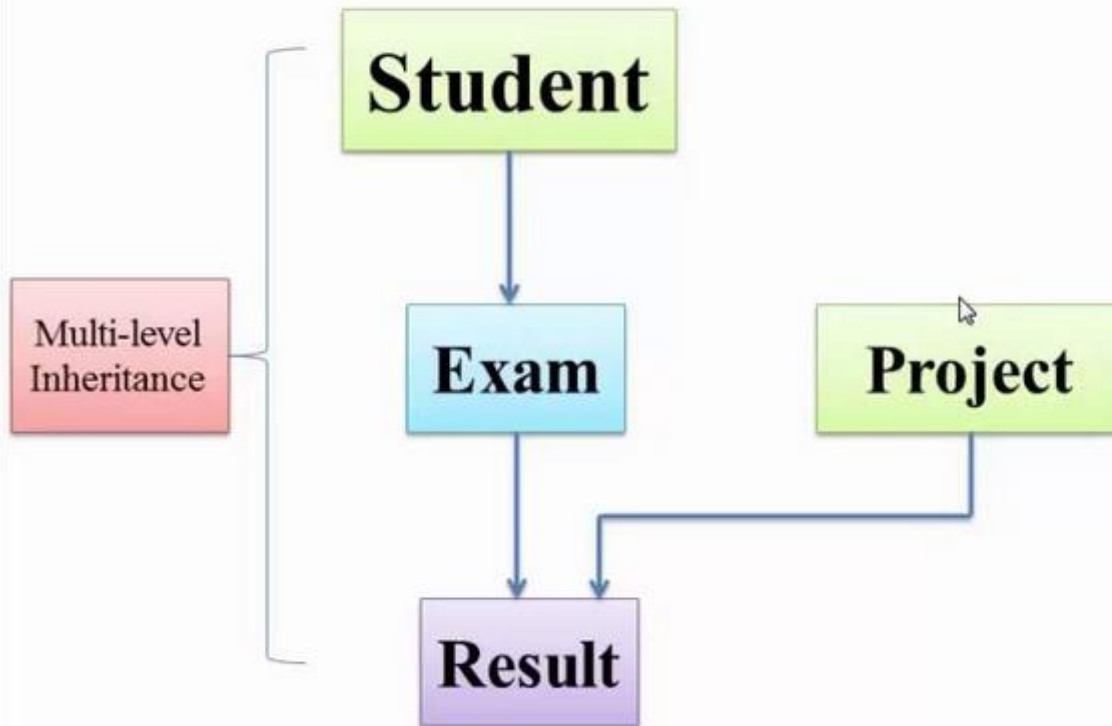 Student
Multi-level
Inheritance
Exam
Project
Result